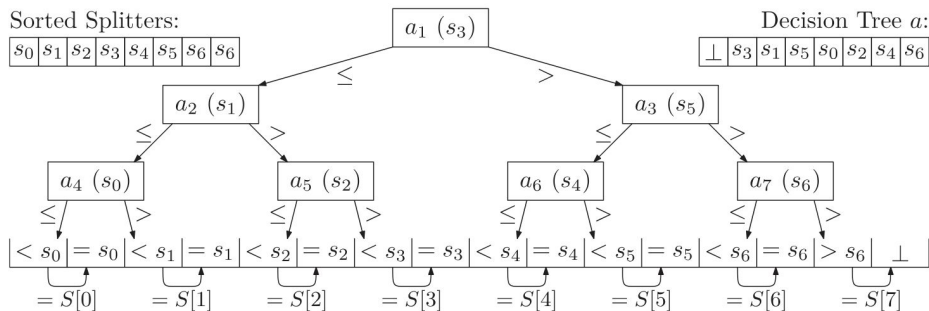 Sorted Splitters:
Decision Tree a:
s₀ s₁ s₂ s₃ s₄ s₅ s₆ s₆
a₁ (s₃)
⊥ s₃ s₁ s₅ s₀ s₂ s₄ s₆
≤ >
a₂ (s₁) a₃ (s₅)
≤ > ≤ >
a₄ (s₀) a₅ (s₂) a₆ (s₄) a₇ (s₆)
≤ > ≤ > ≤ > ≤ >
< s₀ = s₀ < s₁ = s₁ < s₂ = s₂ < s₃ = s₃ < s₄ = s₄ < s₅ = s₅ < s₆ = s₆ > s₆ ⊥
= S[0] = S[1] = S[2] = S[3] = S[4] = S[5] = S[6] = S[7]